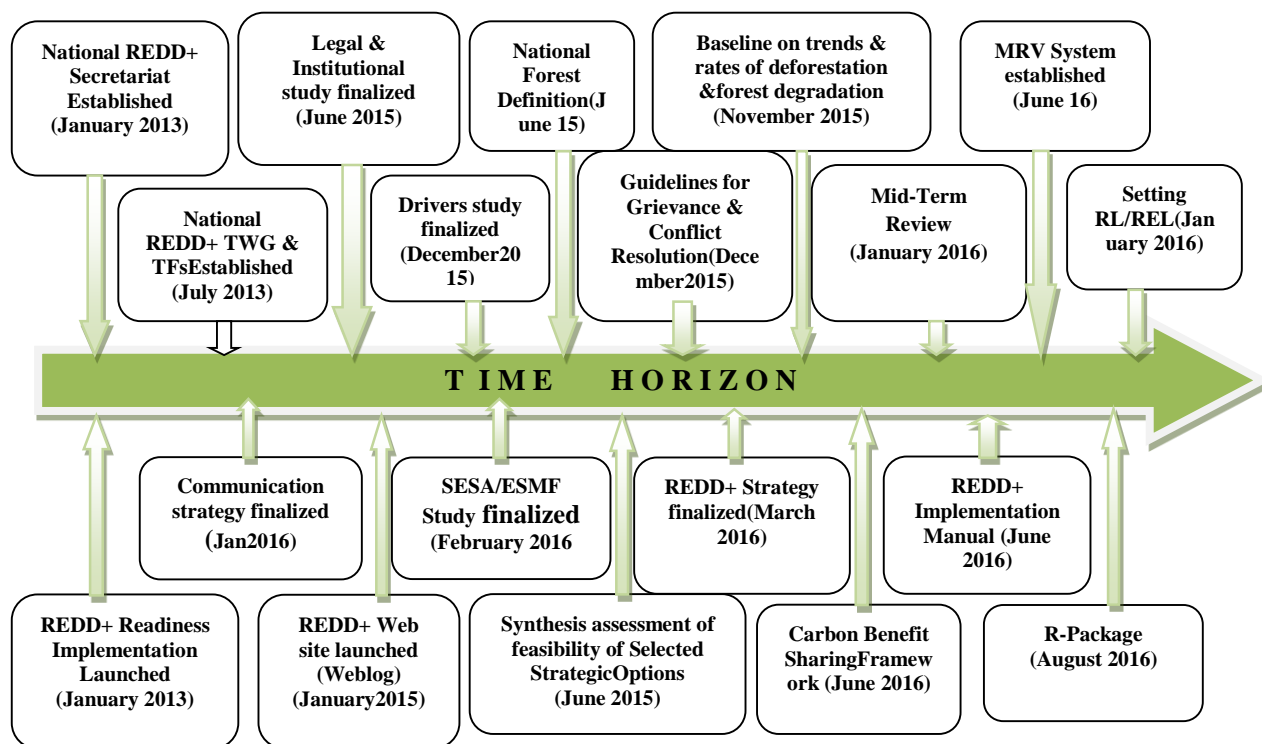 National REDD+
Secretariat
Established
(January 2013)
Legal &
Institutional
study finalized
(June 2015)
National
Forest
Definition(J
une 15)
Baseline on trends &
rates of deforestation
&forest degradation
(November 2015)
MRV System
established
(June 16)
National
REDD+ TWG &
TFsEstablished
(July 2013)
Drivers study
finalized
(December20
15)
Guidelines for
Grievance &
Conflict
Resolution(Dece
mber2015)
Mid-Term
Review
(January 2016)
Setting
RL/REL(Jan
uary 2016)
TIME HORIZON
Communication
strategy finalized
(Jan2016)
SESA/ESMF
Study finalized
(February 2016
REDD+ Strategy
finalized(March
2016)
REDD+
Implementation
Manual (June
2016)
REDD+ Readiness
Implementation
Launched
(January 2013)
REDD+ Web
site launched
(Weblog)
(January2015)
Synthesis assessment of
feasibility of Selected
StrategicOptions
(June 2015)
Carbon Benefit
SharingFramew
ork (June 2016)
R-Package
(August 2016)